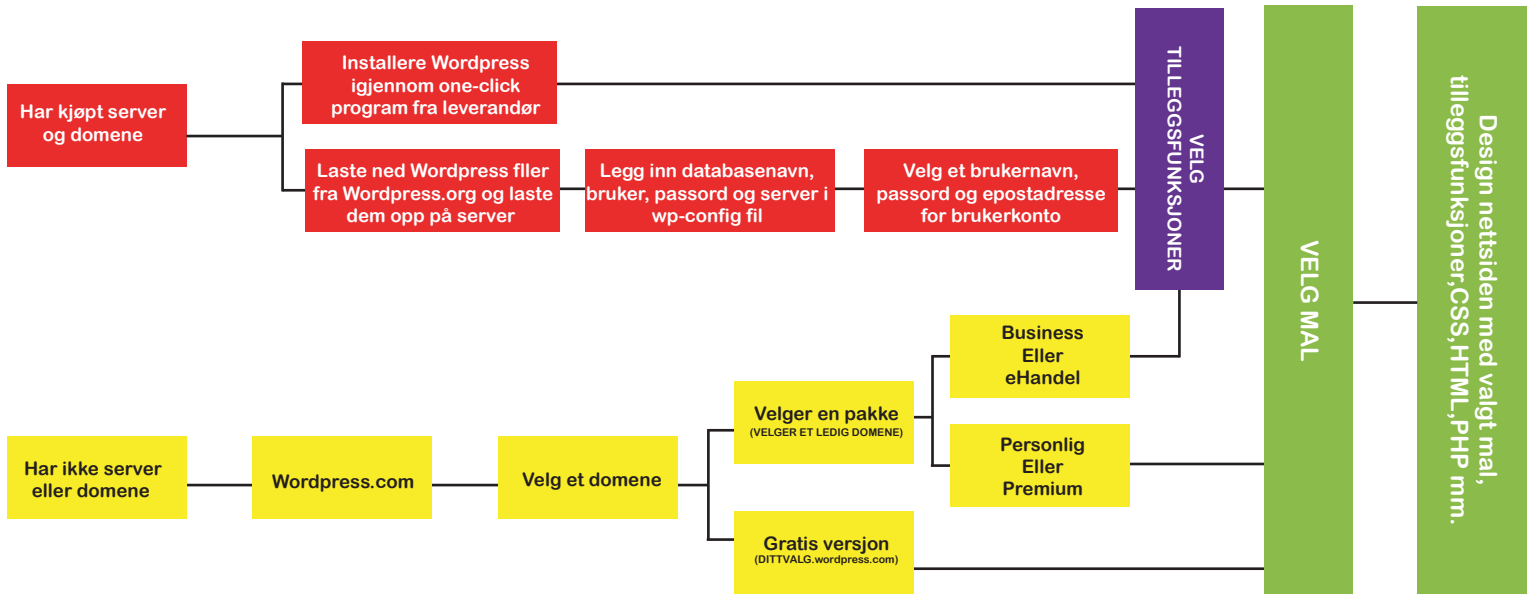 Har kjøpt server
og domene
Installere Wordpress
igjennom one-click
program fra leverandør
Laste ned Wordpress fller
fra Wordpress.org og laste
dem opp på server
Legg inn databasenavn,
bruker, passord og server i
wp-config fil
Velg et brukernavn,
passord og epostadresse
for brukerkonto
VELG
TILLEGGSFUNKSJONER
Har ikke server
eller domene
Wordpress.com
Velg et domene
Velger en pakke
(VELGER ET LEDIG DOMENE)
Gratis versjon
(DITTVALG.wordpress.com)
Business
Eller
eHandel
Personlig
Eller
Premium
VELG MAL
Design nettsiden med valgt mal,
tilleggsfunksjoner,CSS,HTML,PHP mm.